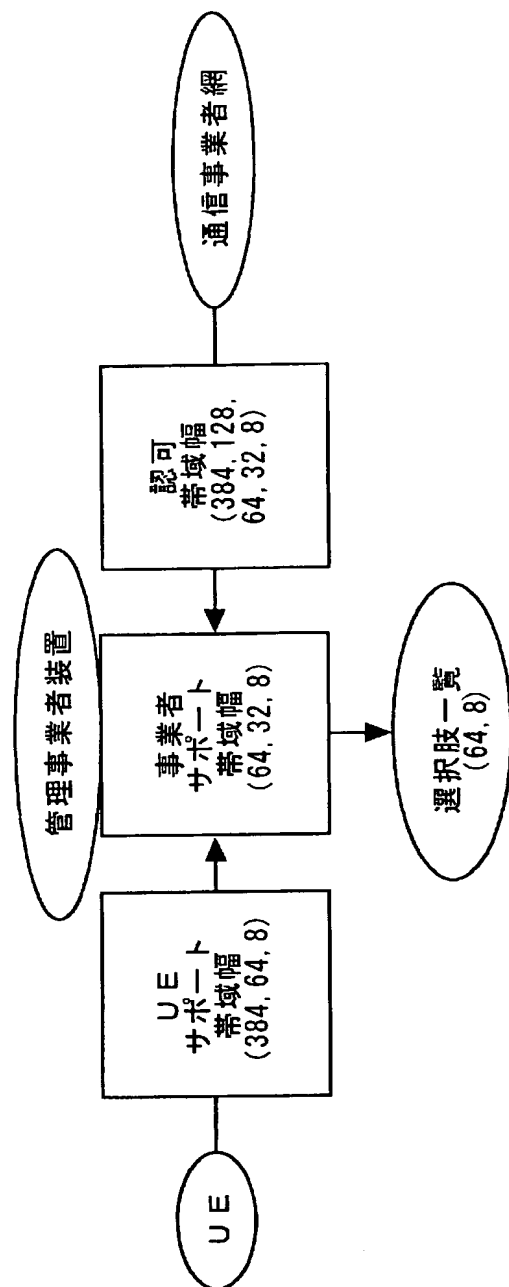 UE
UE
サポート
帯域幅
(384,64,8)
管理事業者装置
事業者
サポート
帯域幅
(64,32,8)
選択肢一覧
(64,8)
認可
帯域幅
(384,128,
64,32,8)
通信事業者網